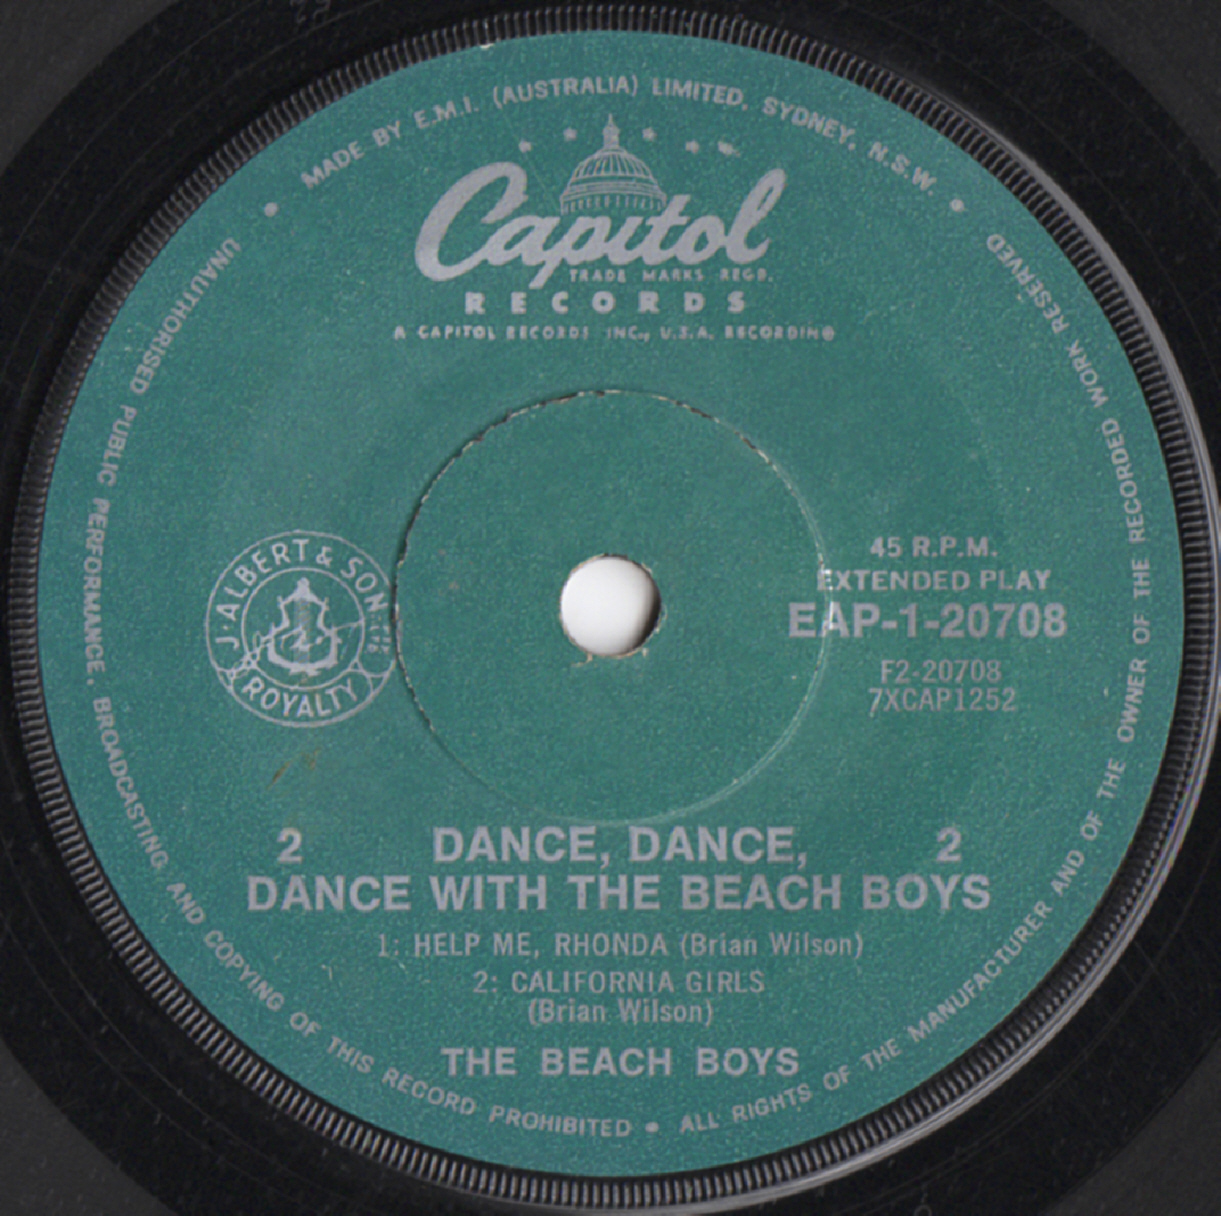 MADE BY E.M.I. (AUSTRALIA) LIMITED, SYDNEY, N.S.W.
Capitol
TRADE MARKS REGD.
RECORDS
A CAPITOL RECORDS INC., U.S.A. RECORDING
J. ALBERT & SON
ROYALTY
45 R.P.M.
EXTENDED PLAY
EAP-1-20708
F2-20708
7XCAP1252
2 DANCE, DANCE, 2
DANCE WITH THE BEACH BOYS
1: HELP ME, RHONDA (Brian Wilson)
2: CALIFORNIA GIRLS
(Brian Wilson)
THE BEACH BOYS
UNAUTHORISED PUBLIC PERFORMANCE, BROADCASTING AND COPYING OF THIS RECORD PROHIBITED • ALL RIGHTS OF THE MANUFACTURER AND OF THE OWNER OF THE RECORDED WORK RESERVED